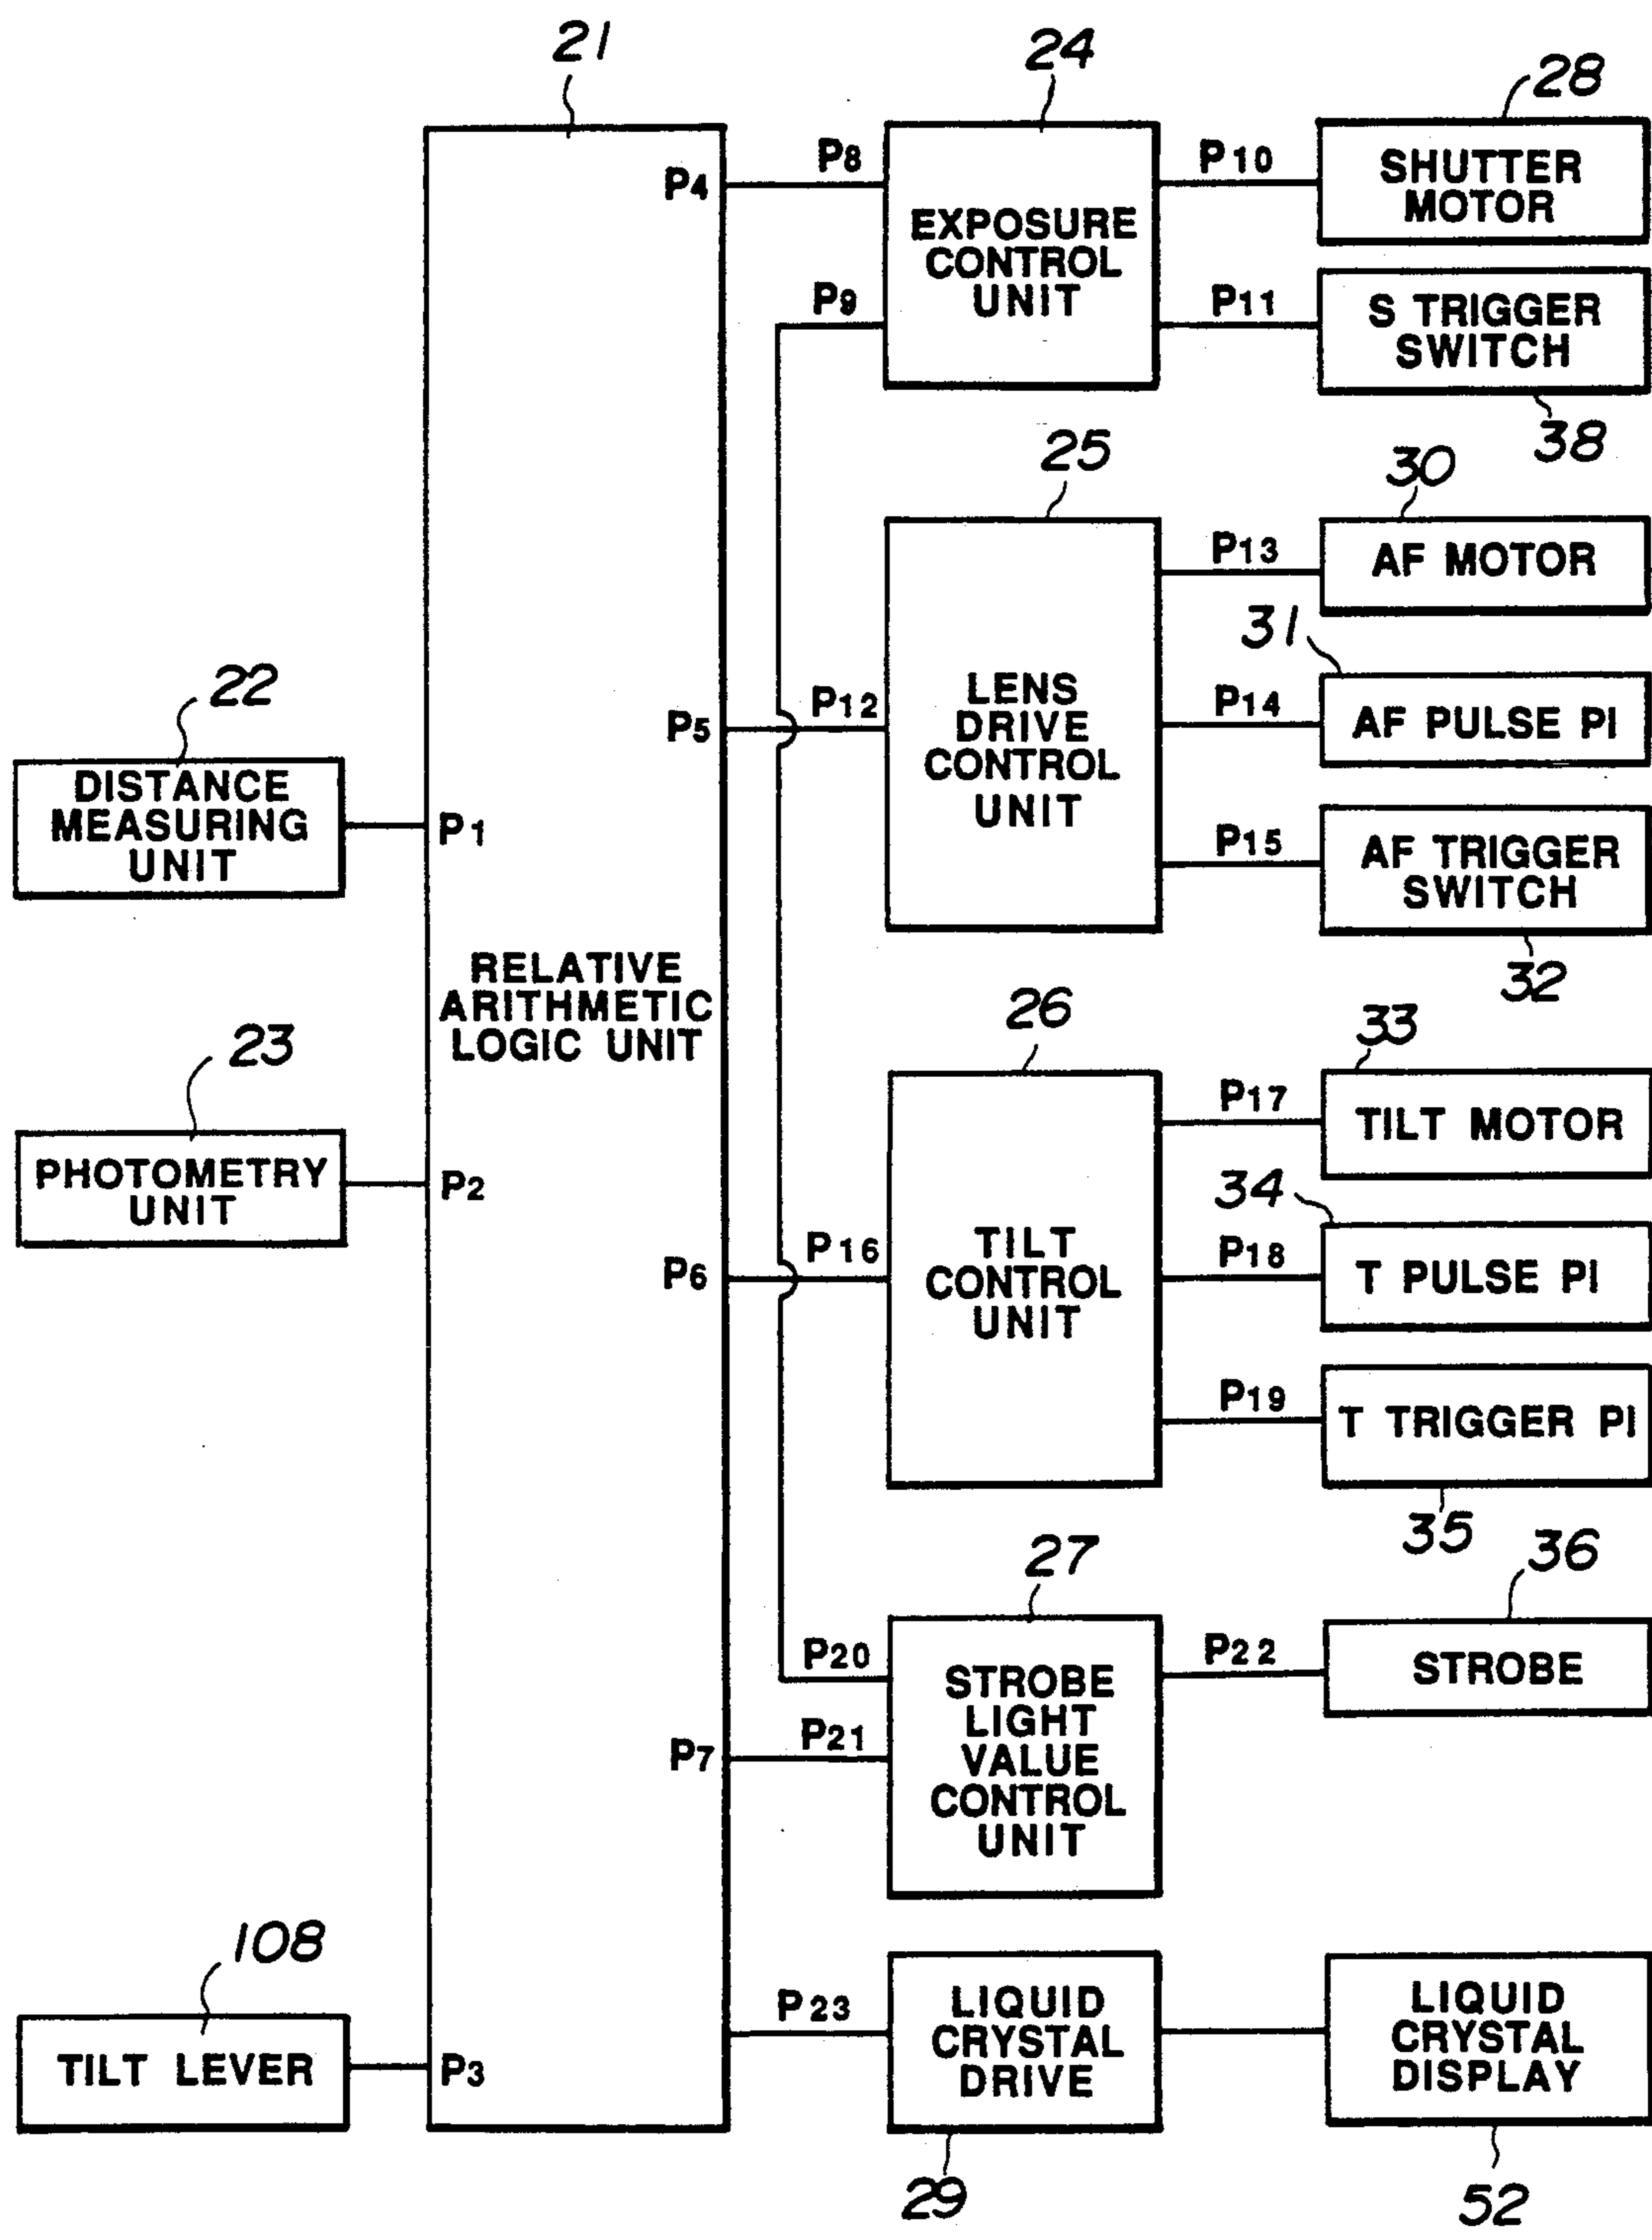 21
24
28
P4
P8
EXPOSURE
CONTROL
UNIT
P9
P10
SHUTTER
MOTOR
P11
S TRIGGER
SWITCH
38
25
30
P13
AF MOTOR
31
22
P5
P12
LENS
DRIVE
CONTROL
UNIT
P14
AF PULSE PI
DISTANCE
MEASURING
UNIT
P1
P15
AF TRIGGER
SWITCH
32
RELATIVE
ARITHMETIC
LOGIC UNIT
23
26
33
PHOTOMETRY
UNIT
P2
P17
TILT MOTOR
34
P6
P16
TILT
CONTROL
UNIT
P18
T PULSE PI
P19
T TRIGGER PI
35
27
36
P20
STROBE
LIGHT
VALUE
CONTROL
UNIT
P22
STROBE
P7
P21
108
TILT LEVER
P3
P23
LIQUID
CRYSTAL
DRIVE
LIQUID
CRYSTAL
DISPLAY
29
52